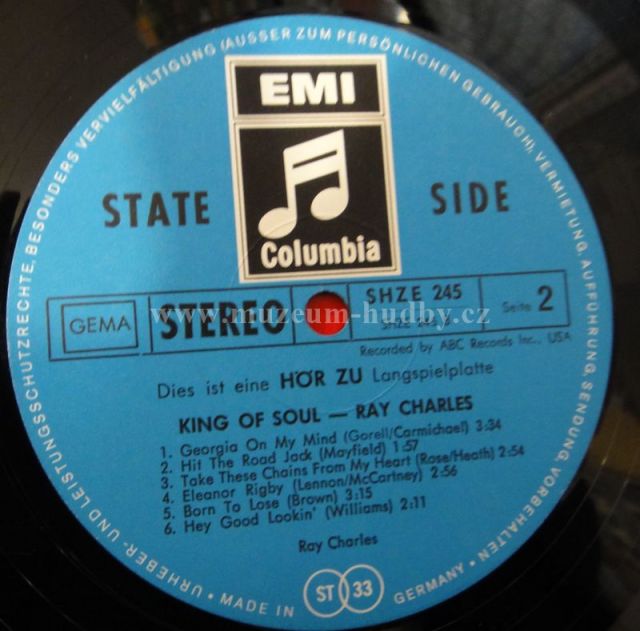 URHEBER- UND LEISTUNGSSCHUTZRECHTE, BESONDERS VERVIELFÄLTIGUNG (AUSSER ZUM PERSÖNLICHEN GEBRAUCH), VERMIETUNG, AUFFÜHRUNG, SENDUNG, VORBEHALTEN •
EMI
STATE SIDE
Columbia
GEMA STEREO SHZE 245 Seite 2
SHZE 245
www.muzeum-hudby.cz
Recorded by ABC Records Inc., USA
Dies ist eine HÖR ZU Langspielplatte
KING OF SOUL — RAY CHARLES
1. Georgia On My Mind (Gorell/Carmichael) 3:34
2. Hit The Road Jack (Mayfield) 1:57
3. Take These Chains From My Heart (Rose/Heath) 2:54
4. Eleanor Rigby (Lennon/McCartney) 2:56
5. Born To Lose (Brown) 3:15
6. Hey Good Lookin' (Williams) 2:11
Ray Charles
• MADE IN ST 33 GERMANY •